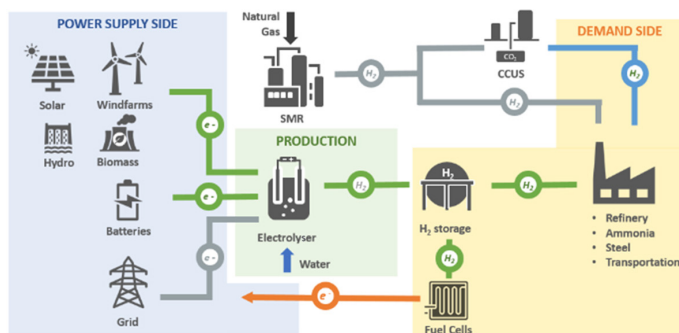 POWER SUPPLY SIDE
Natural
Gas
DEMAND SIDE
H₂
CO₂
CCUS
H₂
Solar
Windfarms
SMR
H₂
e-
PRODUCTION
Hydro
Biomass
H₂
H₂
H₂
e-
Batteries
Electrolyser
H₂ storage
• Refinery
• Ammonia
• Steel
• Transportation
e-
Water
H₂
e-
Grid
Fuel Cells